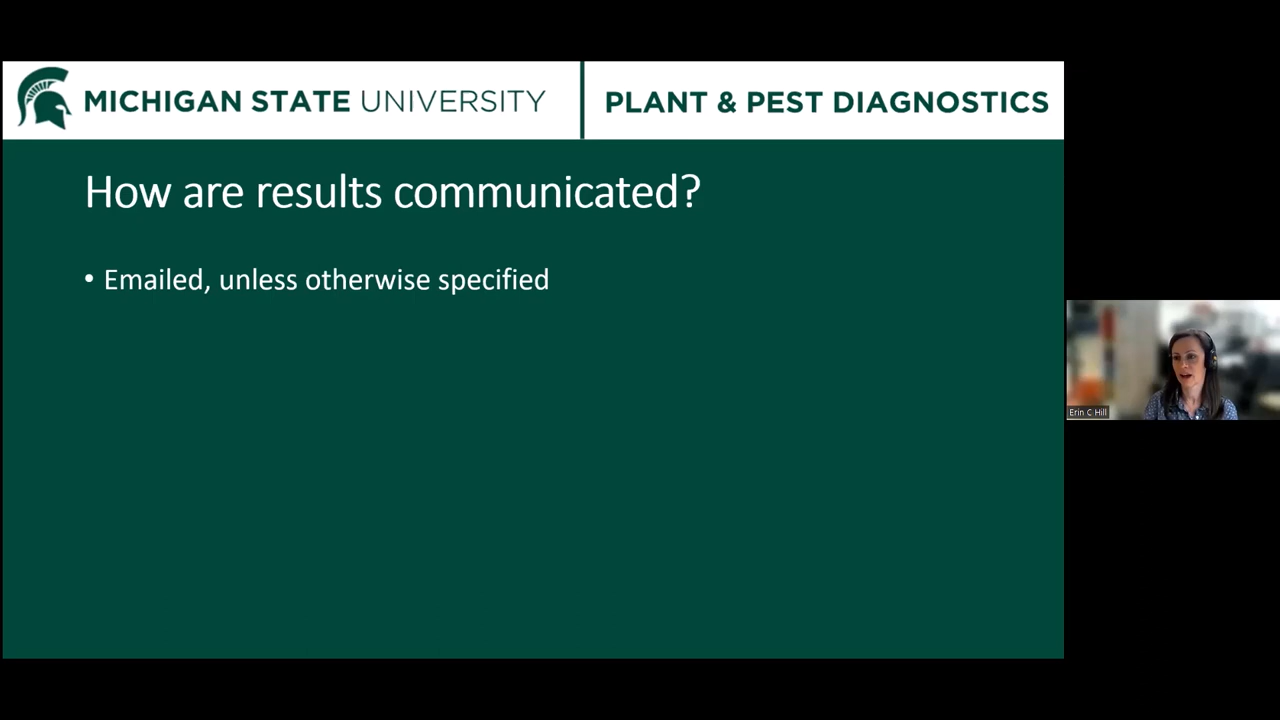 MICHIGAN STATE UNIVERSITY
PLANT & PEST DIAGNOSTICS
How are results communicated?
• Emailed, unless otherwise specified
Erin C Hill